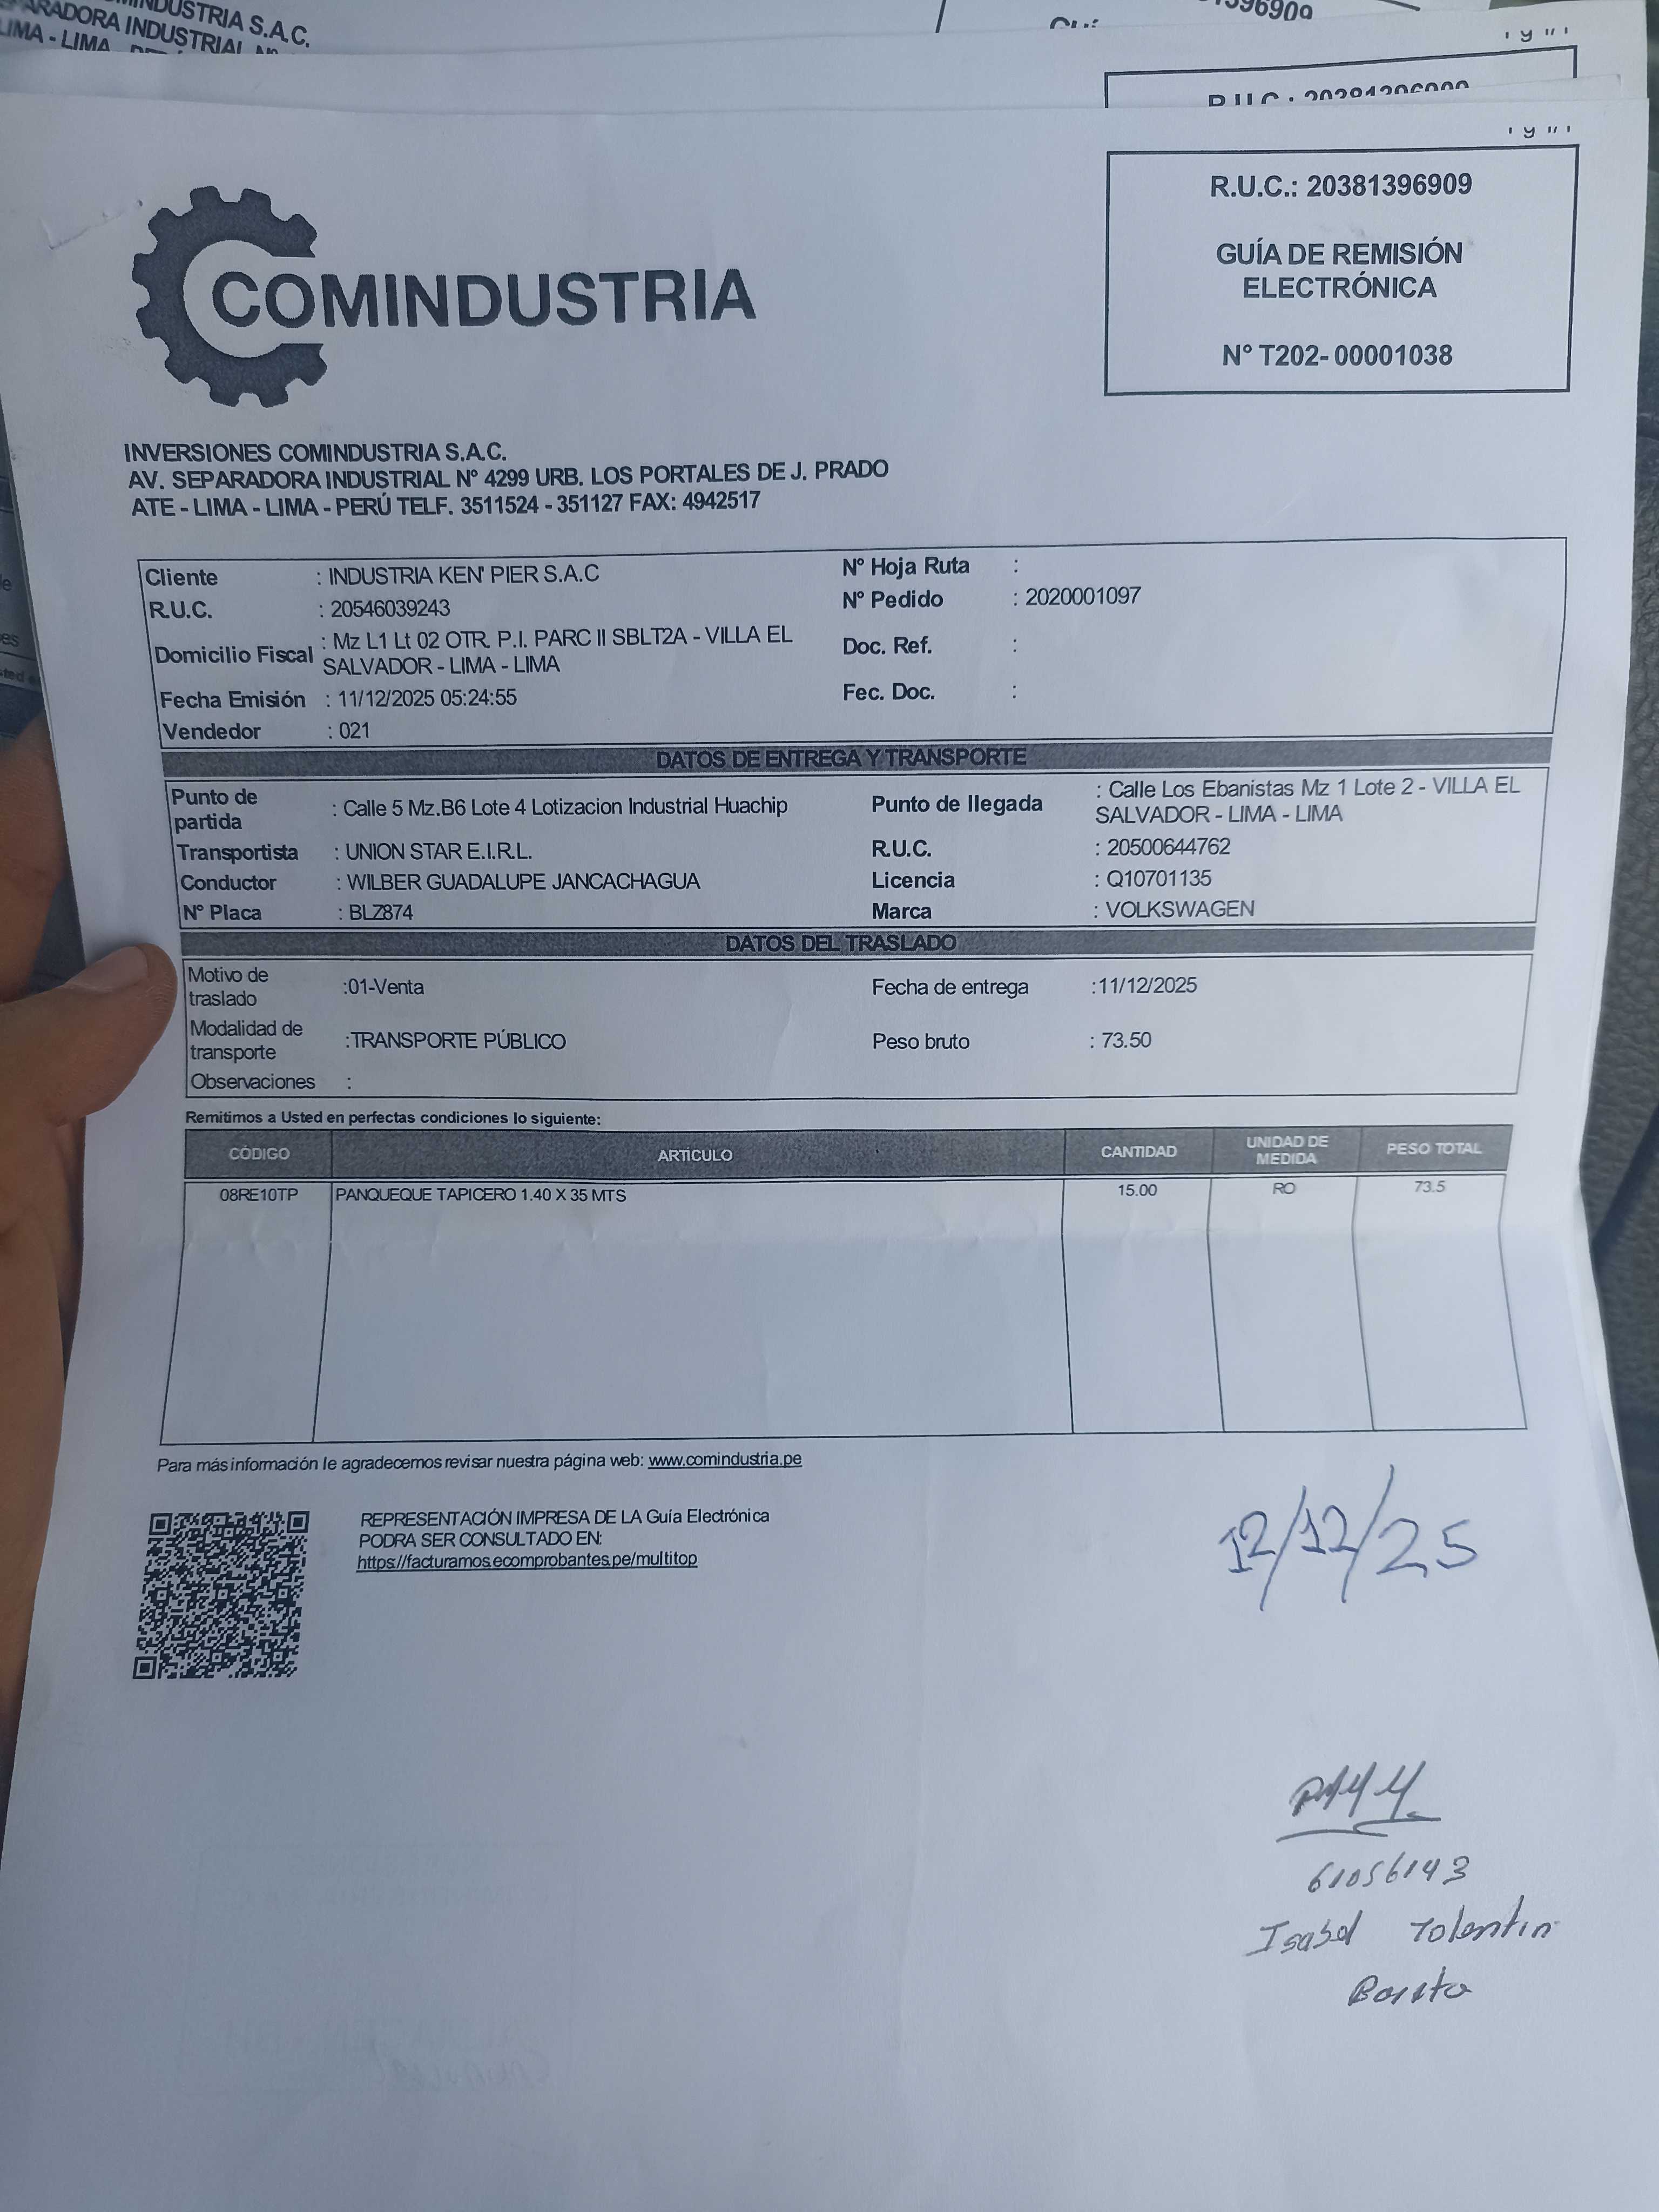 INDUSTRIA S.A.C.
ARADORA INDUSTRIAL Nº
LIMA - LIMA
R.U.C.: 20381396909
GUÍA DE REMISIÓN
ELECTRÓNICA
N° T202- 00001038
COMINDUSTRIA
INVERSIONES COMINDUSTRIA S.A.C.
AV. SEPARADORA INDUSTRIAL Nº 4299 URB. LOS PORTALES DE J. PRADO
ATE - LIMA - LIMA - PERÚ TELF. 3511524 - 351127 FAX: 4942517
Cliente : INDUSTRIA KEN' PIER S.A.C N° Hoja Ruta :
R.U.C. : 20546039243 N° Pedido : 2020001097
Domicilio Fiscal : Mz L1 Lt 02 OTR. P.I. PARC II SBLT2A - VILLA EL
SALVADOR - LIMA - LIMA Doc. Ref. :
Fecha Emisión : 11/12/2025 05:24:55 Fec. Doc. :
Vendedor : 021
DATOS DE ENTREGA Y TRANSPORTE
Punto de
partida : Calle 5 Mz.B6 Lote 4 Lotizacion Industrial Huachip Punto de llegada : Calle Los Ebanistas Mz 1 Lote 2 - VILLA EL
SALVADOR - LIMA - LIMA
Transportista : UNION STAR E.I.R.L. R.U.C. : 20500644762
Conductor : WILBER GUADALUPE JANCACHAGUA Licencia : Q10701135
N° Placa : BLZ874 Marca : VOLKSWAGEN
DATOS DEL TRASLADO
Motivo de
traslado :01-Venta Fecha de entrega :11/12/2025
Modalidad de
transporte :TRANSPORTE PÚBLICO Peso bruto : 73.50
Observaciones :
Remitimos a Usted en perfectas condiciones lo siguiente:
CÓDIGO ARTÍCULO CANTIDAD UNIDAD DE MEDIDA PESO TOTAL
08RE10TP PANQUEQUE TAPICERO 1.40 X 35 MTS 15.00 RO 73.5
Para más información le agradecemos revisar nuestra página web: www.comindustria.pe
REPRESENTACIÓN IMPRESA DE LA Guía Electrónica
PODRA SER CONSULTADO EN:
https://facturamos.ecomprobantes.pe/multitop
12/12/25
61056143
Isabel Tolentin